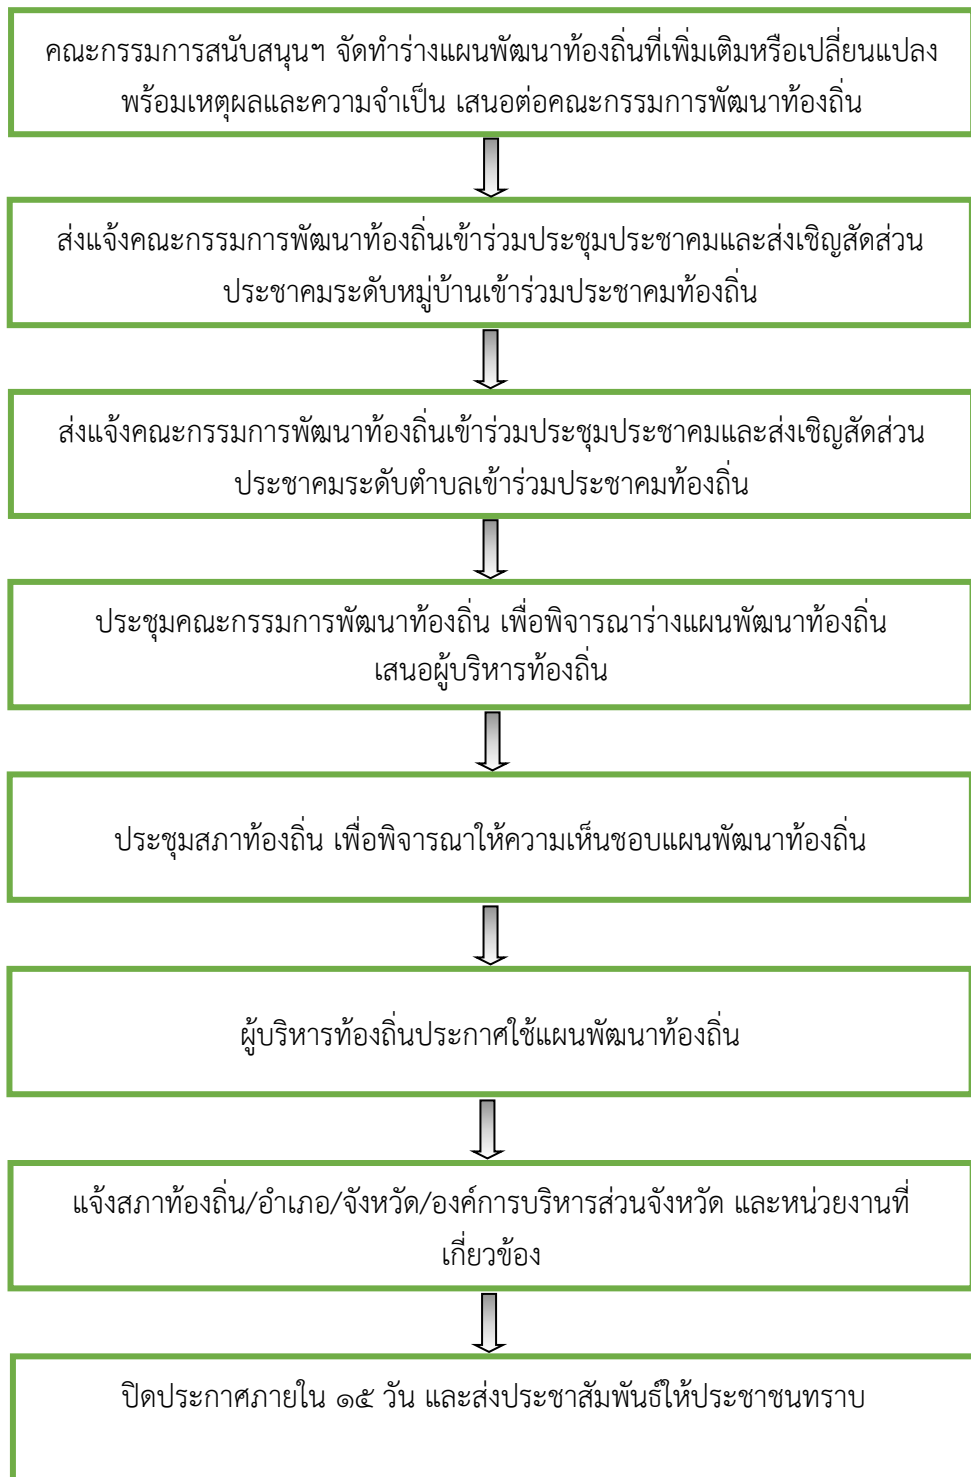 คณะกรรมการสนับสนุนฯ จัดทำร่างแผนพัฒนาท้องถิ่นที่เพิ่มเติมหรือเปลี่ยนแปลง
พร้อมเหตุผลและความจำเป็น เสนอต่อคณะกรรมการพัฒนาท้องถิ่น
ส่งแจ้งคณะกรรมการพัฒนาท้องถิ่นเข้าร่วมประชุมประชาคมและส่งเชิญสัดส่วน
ประชาคมระดับหมู่บ้านเข้าร่วมประชาคมท้องถิ่น
ส่งแจ้งคณะกรรมการพัฒนาท้องถิ่นเข้าร่วมประชุมประชาคมและส่งเชิญสัดส่วน
ประชาคมระดับตำบลเข้าร่วมประชาคมท้องถิ่น
ประชุมคณะกรรมการพัฒนาท้องถิ่น เพื่อพิจารณาร่างแผนพัฒนาท้องถิ่น
เสนอผู้บริหารท้องถิ่น
ประชุมสภาท้องถิ่น เพื่อพิจารณาให้ความเห็นชอบแผนพัฒนาท้องถิ่น
ผู้บริหารท้องถิ่นประกาศใช้แผนพัฒนาท้องถิ่น
แจ้งสภาท้องถิ่น/อำเภอ/จังหวัด/องค์การบริหารส่วนจังหวัด และหน่วยงานที่
เกี่ยวข้อง
ปิดประกาศภายใน ๑๕ วัน และส่งประชาสัมพันธ์ให้ประชาชนทราบ